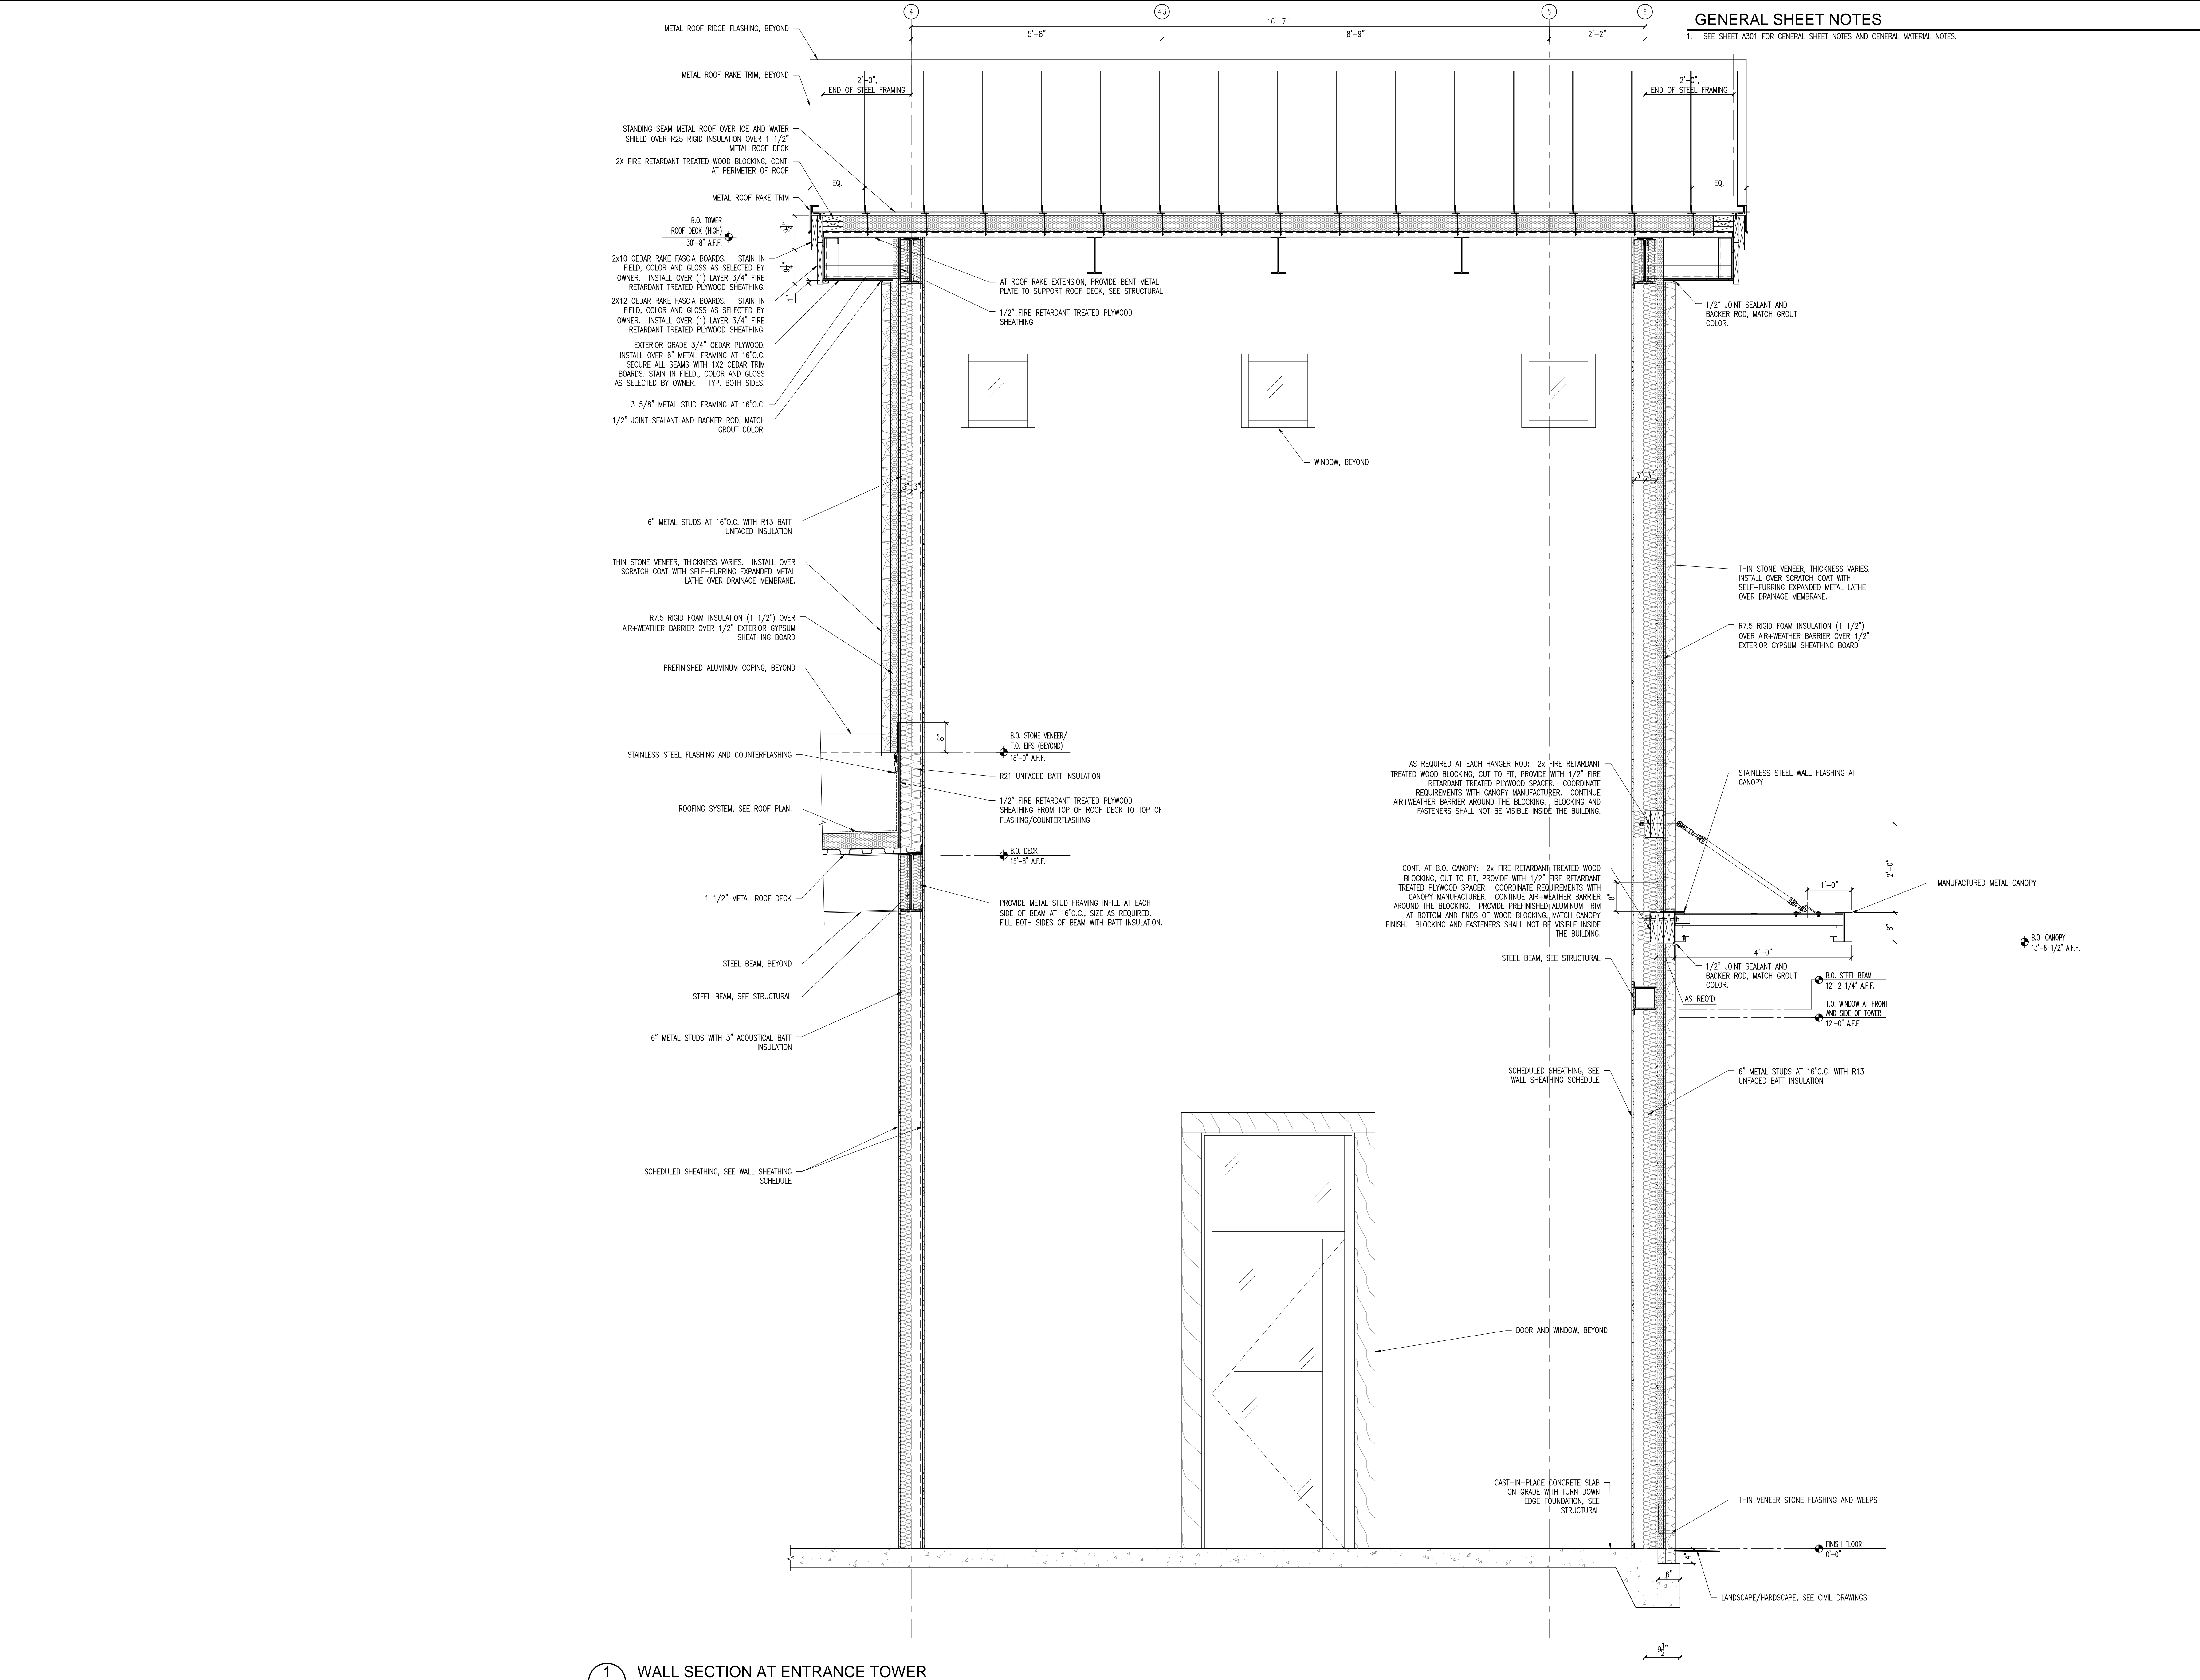 4
4.3
5
6
16'-7"
5'-8"
8'-9"
2'-2"
GENERAL SHEET NOTES
1. SEE SHEET A301 FOR GENERAL SHEET NOTES AND GENERAL MATERIAL NOTES.
METAL ROOF RIDGE FLASHING, BEYOND
METAL ROOF RAKE TRIM, BEYOND
2'-0",
END OF STEEL FRAMING
2'-0",
END OF STEEL FRAMING
STANDING SEAM METAL ROOF OVER ICE AND WATER
SHIELD OVER R25 RIGID INSULATION OVER 1 1/2"
METAL ROOF DECK
2X FIRE RETARDANT TREATED WOOD BLOCKING, CONT.
AT PERIMETER OF ROOF
EQ.
EQ.
METAL ROOF RAKE TRIM
B.O. TOWER
ROOF DECK (HIGH)
30'-8" A.F.F.
9 1/4"
9 1/4"
1"
2x10 CEDAR RAKE FASCIA BOARDS. STAIN IN
FIELD, COLOR AND GLOSS AS SELECTED BY
OWNER. INSTALL OVER (1) LAYER 3/4" FIRE
RETARDANT TREATED PLYWOOD SHEATHING.
2X12 CEDAR RAKE FASCIA BOARDS. STAIN IN
FIELD, COLOR AND GLOSS AS SELECTED BY
OWNER. INSTALL OVER (1) LAYER 3/4" FIRE
RETARDANT TREATED PLYWOOD SHEATHING.
EXTERIOR GRADE 3/4" CEDAR PLYWOOD.
INSTALL OVER 6" METAL FRAMING AT 16"O.C.
SECURE ALL SEAMS WITH 1X2 CEDAR TRIM
BOARDS. STAIN IN FIELD,, COLOR AND GLOSS
AS SELECTED BY OWNER. TYP. BOTH SIDES.
3 5/8" METAL STUD FRAMING AT 16"O.C.
1/2" JOINT SEALANT AND BACKER ROD, MATCH
GROUT COLOR.
AT ROOF RAKE EXTENSION, PROVIDE BENT METAL
PLATE TO SUPPORT ROOF DECK, SEE STRUCTURAL
1/2" FIRE RETARDANT TREATED PLYWOOD
SHEATHING
1/2" JOINT SEALANT AND
BACKER ROD, MATCH GROUT
COLOR.
WINDOW, BEYOND
3"
3"
3"
3"
6" METAL STUDS AT 16"O.C. WITH R13 BATT
UNFACED INSULATION
THIN STONE VENEER, THICKNESS VARIES. INSTALL OVER
SCRATCH COAT WITH SELF-FURRING EXPANDED METAL
LATHE OVER DRAINAGE MEMBRANE.
R7.5 RIGID FOAM INSULATION (1 1/2") OVER
AIR+WEATHER BARRIER OVER 1/2" EXTERIOR GYPSUM
SHEATHING BOARD
PREFINISHED ALUMINUM COPING, BEYOND
THIN STONE VENEER, THICKNESS VARIES.
INSTALL OVER SCRATCH COAT WITH
SELF-FURRING EXPANDED METAL LATHE
OVER DRAINAGE MEMBRANE.
R7.5 RIGID FOAM INSULATION (1 1/2")
OVER AIR+WEATHER BARRIER OVER 1/2"
EXTERIOR GYPSUM SHEATHING BOARD
8"
B.O. STONE VENEER/
T.O. EIFS (BEYOND)
18'-0" A.F.F.
STAINLESS STEEL FLASHING AND COUNTERFLASHING
R21 UNFACED BATT INSULATION
1/2" FIRE RETARDANT TREATED PLYWOOD
SHEATHING FROM TOP OF ROOF DECK TO TOP OF
FLASHING/COUNTERFLASHING
ROOFING SYSTEM, SEE ROOF PLAN.
B.O. DECK
15'-8" A.F.F.
1 1/2" METAL ROOF DECK
PROVIDE METAL STUD FRAMING INFILL AT EACH
SIDE OF BEAM AT 16"O.C., SIZE AS REQUIRED.
FILL BOTH SIDES OF BEAM WITH BATT INSULATION.
STEEL BEAM, BEYOND
STEEL BEAM, SEE STRUCTURAL
6" METAL STUDS WITH 3" ACOUSTICAL BATT
INSULATION
SCHEDULED SHEATHING, SEE WALL SHEATHING
SCHEDULE
AS REQUIRED AT EACH HANGER ROD: 2x FIRE RETARDANT
TREATED WOOD BLOCKING, CUT TO FIT, PROVIDE WITH 1/2" FIRE
RETARDANT TREATED PLYWOOD SPACER. COORDINATE
REQUIREMENTS WITH CANOPY MANUFACTURER. CONTINUE
AIR+WEATHER BARRIER AROUND THE BLOCKING. BLOCKING AND
FASTENERS SHALL NOT BE VISIBLE INSIDE THE BUILDING.
STAINLESS STEEL WALL FLASHING AT
CANOPY
CONT. AT B.O. CANOPY: 2x FIRE RETARDANT TREATED WOOD
BLOCKING, CUT TO FIT, PROVIDE WITH 1/2" FIRE RETARDANT
TREATED PLYWOOD SPACER. COORDINATE REQUIREMENTS WITH
CANOPY MANUFACTURER. CONTINUE AIR+WEATHER BARRIER
AROUND THE BLOCKING. PROVIDE PREFINISHED ALUMINUM TRIM
AT BOTTOM AND ENDS OF WOOD BLOCKING, MATCH CANOPY
FINISH. BLOCKING AND FASTENERS SHALL NOT BE VISIBLE INSIDE
THE BUILDING.
8"
2'-0"
1'-0"
MANUFACTURED METAL CANOPY
8"
4'-0"
B.O. CANOPY
13'-8 1/2" A.F.F.
STEEL BEAM, SEE STRUCTURAL
1/2" JOINT SEALANT AND
BACKER ROD, MATCH GROUT
COLOR.
AS REQ'D
B.O. STEEL BEAM
12'-2 1/4" A.F.F.
T.O. WINDOW AT FRONT
AND SIDE OF TOWER
12'-0" A.F.F.
SCHEDULED SHEATHING, SEE
WALL SHEATHING SCHEDULE
6" METAL STUDS AT 16"O.C. WITH R13
UNFACED BATT INSULATION
DOOR AND WINDOW, BEYOND
CAST-IN-PLACE CONCRETE SLAB
ON GRADE WITH TURN DOWN
EDGE FOUNDATION, SEE
STRUCTURAL
THIN VENEER STONE FLASHING AND WEEPS
FINISH FLOOR
0'-0"
4"
6"
LANDSCAPE/HARDSCAPE, SEE CIVIL DRAWINGS
9 1/2"
1
WALL SECTION AT ENTRANCE TOWER